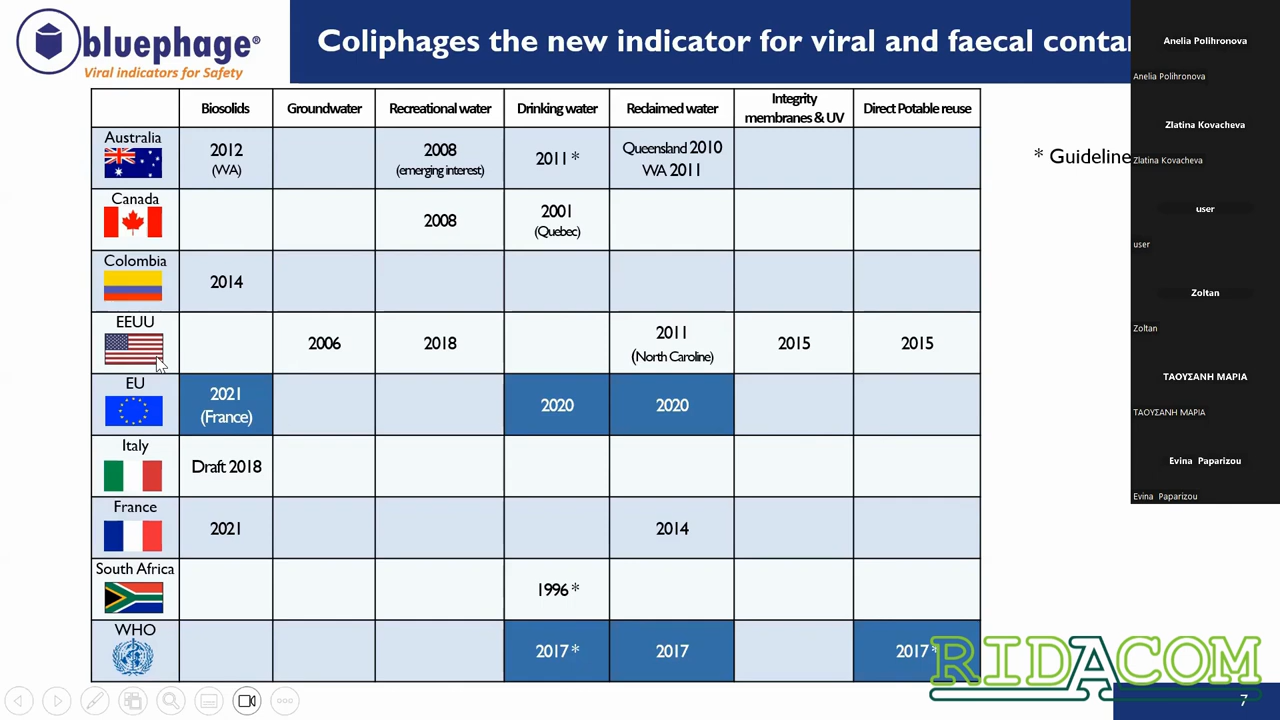 bluephage®
Viral indicators for Safety
Coliphages the new indicator for viral and faecal conta
Biosolids Groundwater Recreational water Drinking water Reclaimed water Integrity membranes & UV Direct Potable reuse
Australia
2012
(WA)
2008
(emerging interest)
2011 *
Queensland 2010
WA 2011
* Guideline
Canada
2008
2001
(Quebec)
Colombia
2014
EEUU
2006
2018
2011
(North Caroline)
2015
2015
EU
2021
(France)
2020
2020
Italy
Draft 2018
France
2021
2014
South Africa
1996 *
WHO
2017 *
2017
2017 *
Anelia Polihronova
Anelia Polihronova
Zlatina Kovacheva
Zlatina Kovacheva
user
user
Zoltan
Zoltan
ΤΑΟΥΣΑΝΗ ΜΑΡΙΑ
ΤΑΟΥΣΑΝΗ ΜΑΡΙΑ
Evina Paparizou
Evina Paparizou
RIDACOM
7